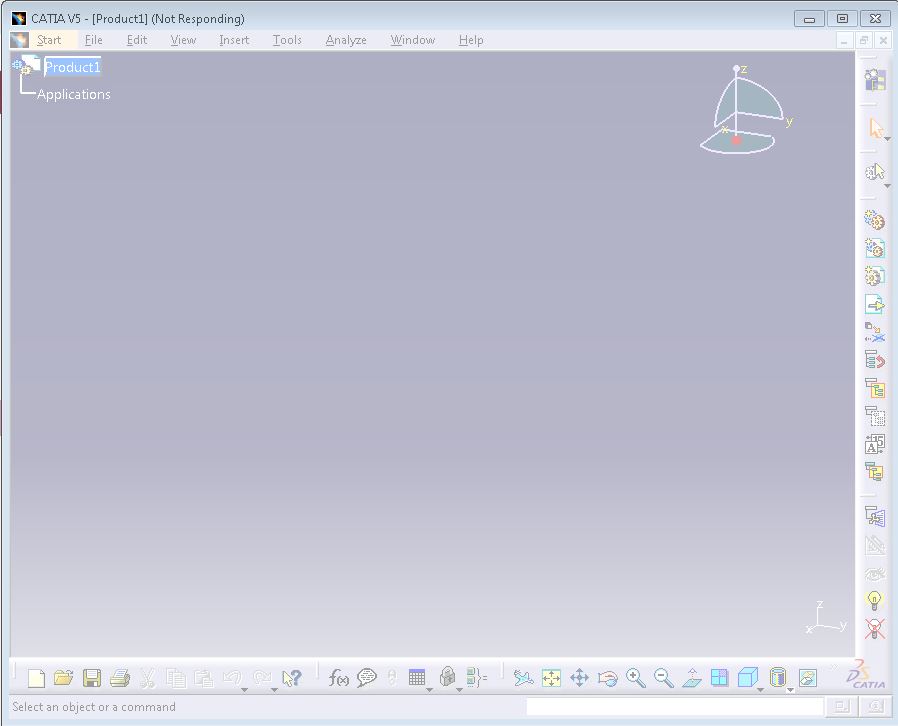 CATIA V5 - [Product1] (Not Responding)
Start File Edit View Insert Tools Analyze Window Help
Product1
Applications
z
y
x
z
x y
f(x)
CATIA
Select an object or a command